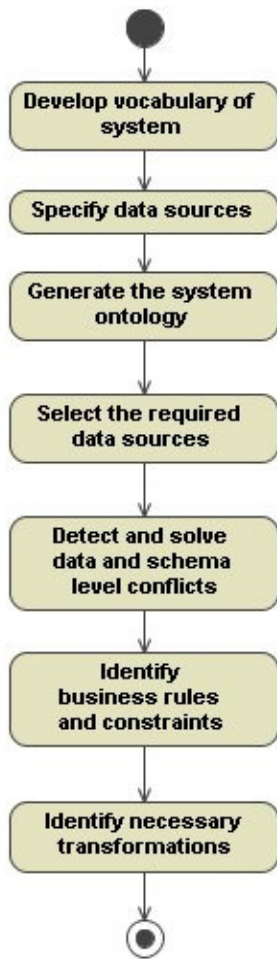 Develop vocabulary of
system
Specify data sources
Generate the system
ontology
Select the required
data sources
Detect and solve
data and schema
level conflicts
Identify
business rules
and constraints
Identify necessary
transformations